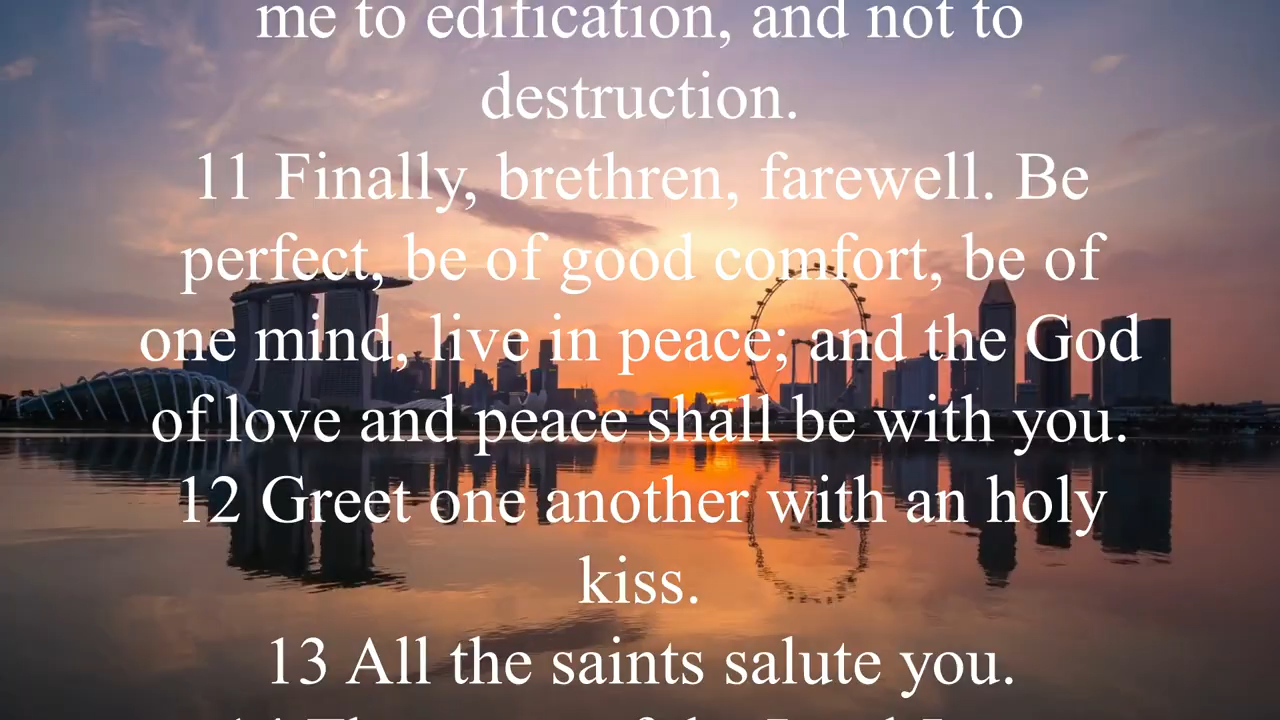 me to edification, and not to
destruction.
11 Finally, brethren, farewell. Be
perfect, be of good comfort, be of
one mind, live in peace; and the God
of love and peace shall be with you.
12 Greet one another with an holy
kiss.
13 All the saints salute you.